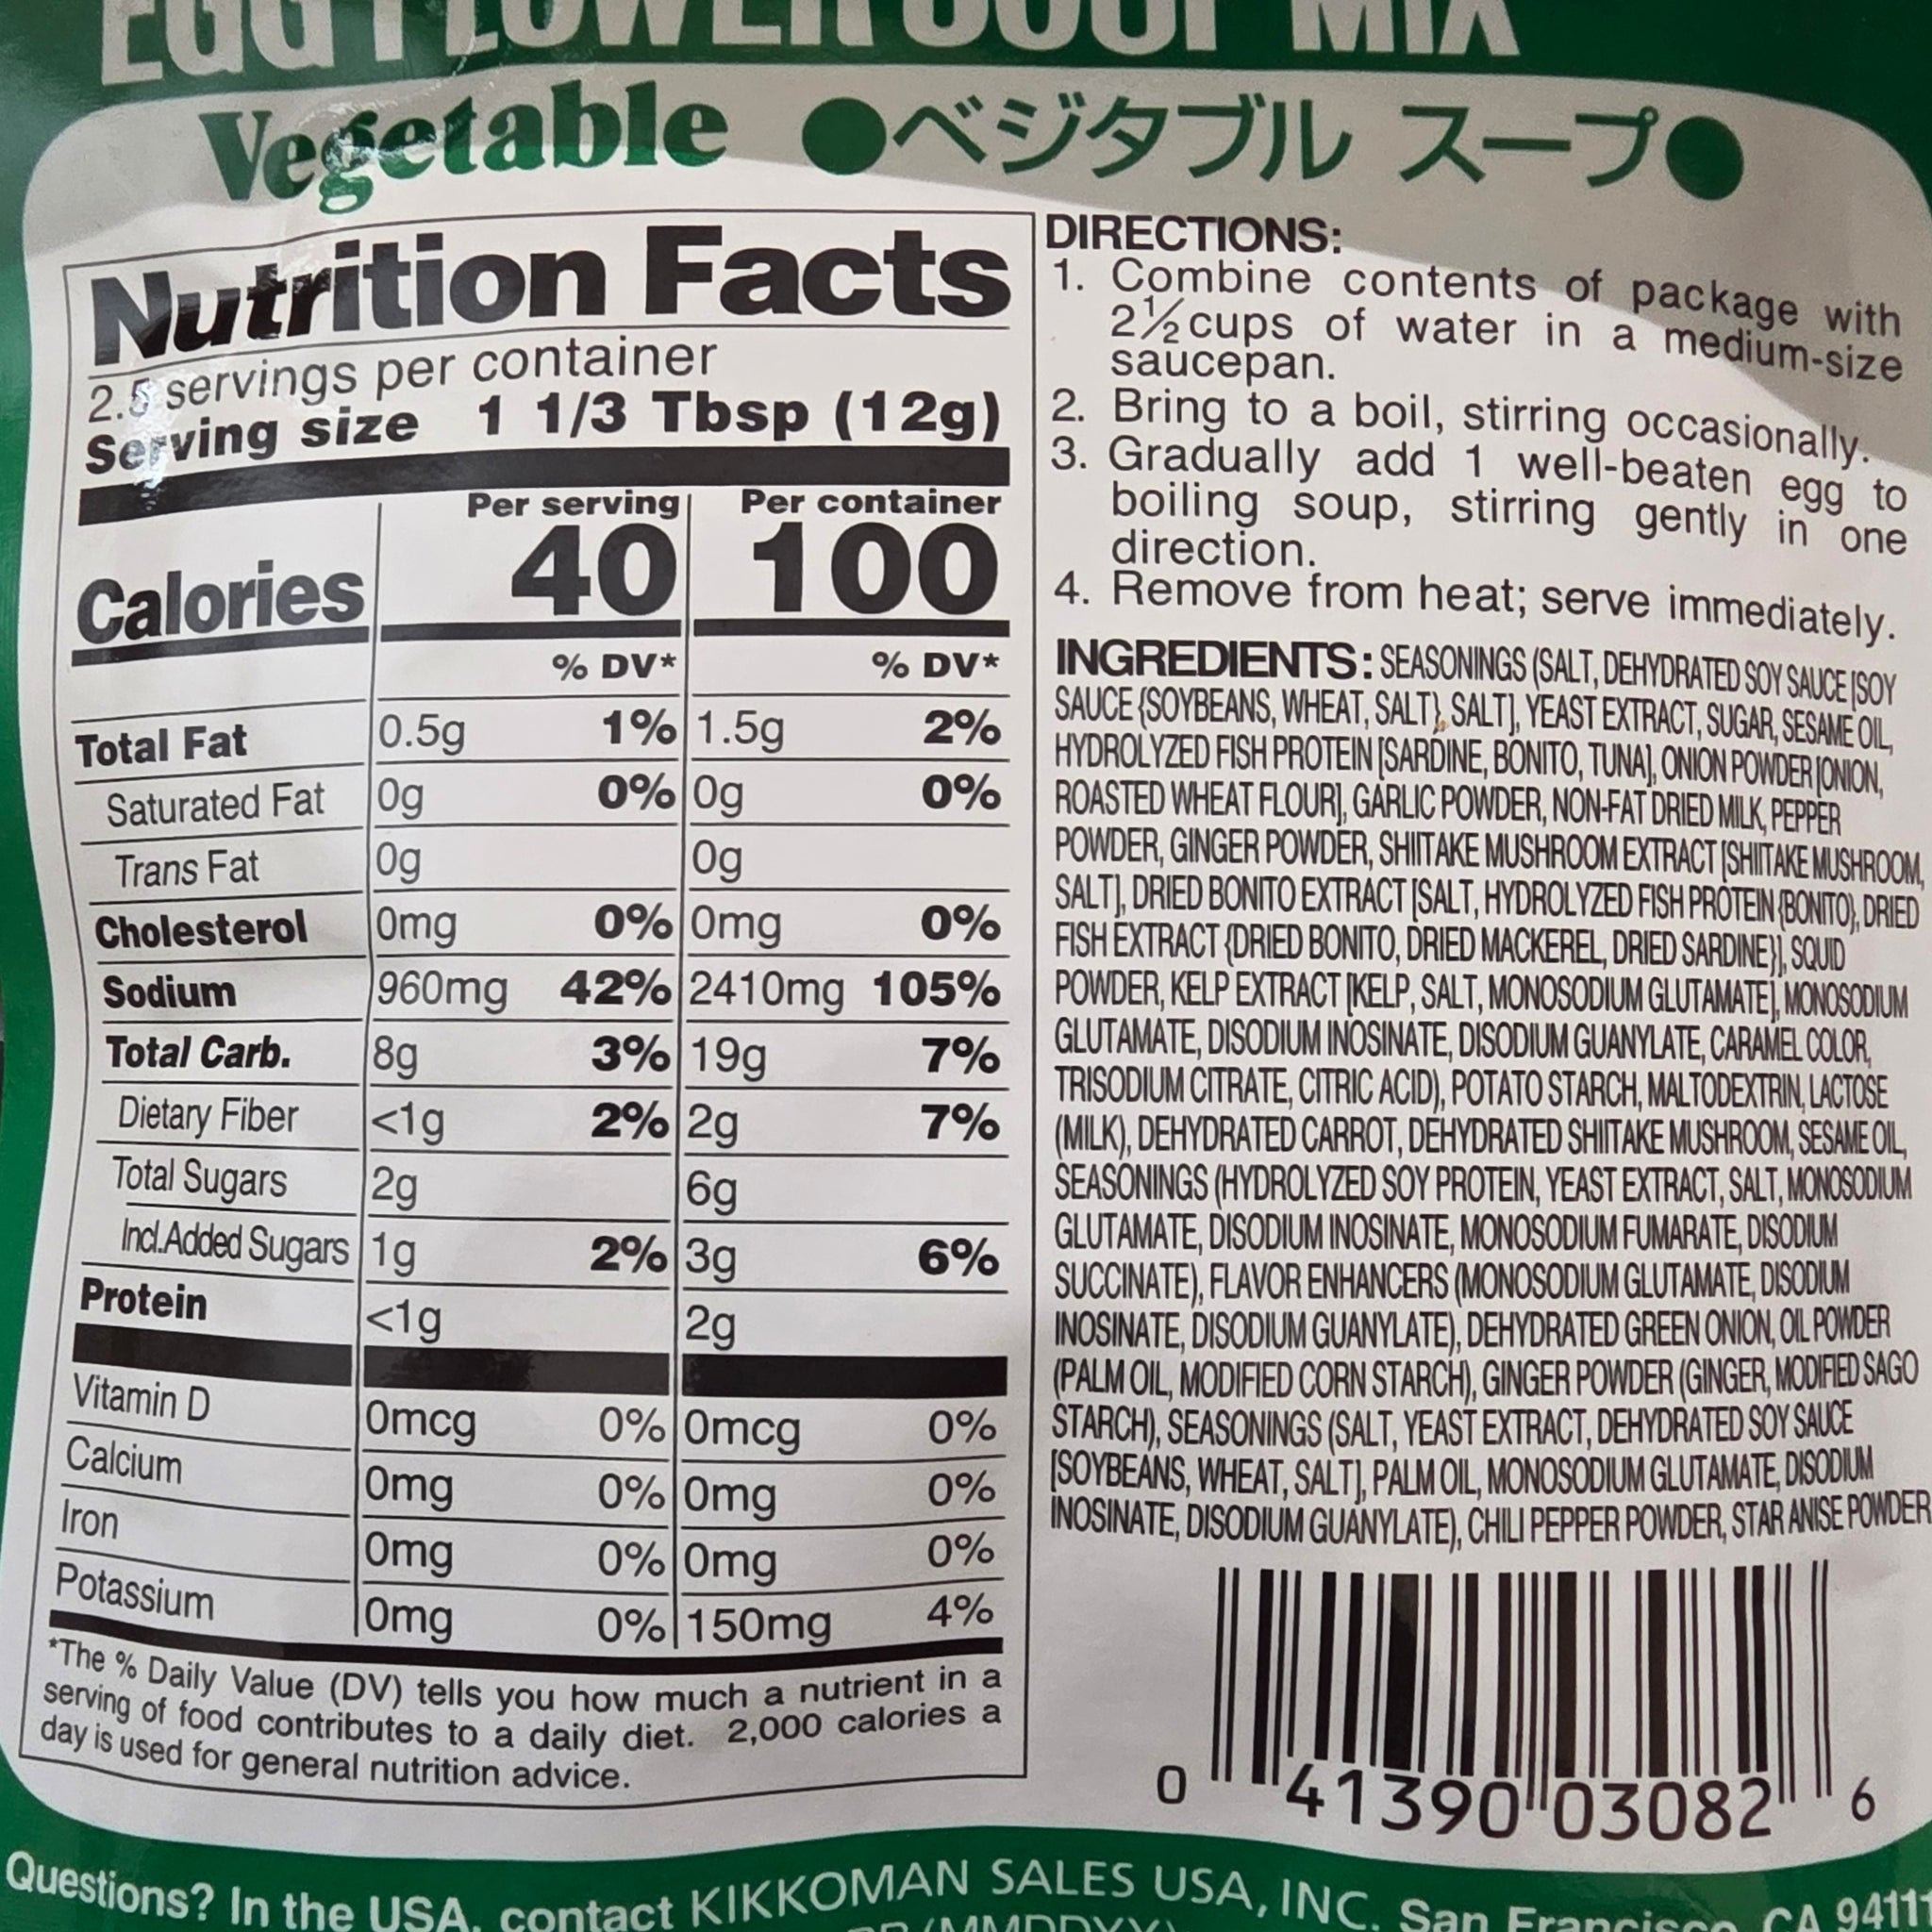 EGG FLOWER SOUP MIX
Vegetable ●ベジタブル スープ●
Nutrition Facts
2.5 servings per container
Serving size 1 1/3 Tbsp (12g)
Per serving Per container
Calories 40 100
% DV* % DV*
Total Fat 0.5g 1% 1.5g 2%
Saturated Fat 0g 0% 0g 0%
Trans Fat 0g 0g
Cholesterol 0mg 0% 0mg 0%
Sodium 960mg 42% 2410mg 105%
Total Carb. 8g 3% 19g 7%
Dietary Fiber <1g 2% 2g 7%
Total Sugars 2g 6g
Incl.Added Sugars 1g 2% 3g 6%
Protein <1g 2g
Vitamin D 0mcg 0% 0mcg 0%
Calcium 0mg 0% 0mg 0%
Iron 0mg 0% 0mg 0%
Potassium 0mg 0% 150mg 4%
*The % Daily Value (DV) tells you how much a nutrient in a
serving of food contributes to a daily diet. 2,000 calories a
day is used for general nutrition advice.
DIRECTIONS:
1. Combine contents of package with
2½ cups of water in a medium-size
saucepan.
2. Bring to a boil, stirring occasionally.
3. Gradually add 1 well-beaten egg to
boiling soup, stirring gently in one
direction.
4. Remove from heat; serve immediately.
INGREDIENTS: SEASONINGS (SALT, DEHYDRATED SOY SAUCE [SOY
SAUCE {SOYBEANS, WHEAT, SALT}, SALT], YEAST EXTRACT, SUGAR, SESAME OIL,
HYDROLYZED FISH PROTEIN [SARDINE, BONITO, TUNA], ONION POWDER [ONION,
ROASTED WHEAT FLOUR], GARLIC POWDER, NON-FAT DRIED MILK, PEPPER
POWDER, GINGER POWDER, SHIITAKE MUSHROOM EXTRACT [SHIITAKE MUSHROOM,
SALT], DRIED BONITO EXTRACT [SALT, HYDROLYZED FISH PROTEIN {BONITO}, DRIED
FISH EXTRACT {DRIED BONITO, DRIED MACKEREL, DRIED SARDINE}], SQUID
POWDER, KELP EXTRACT [KELP, SALT, MONOSODIUM GLUTAMATE], MONOSODIUM
GLUTAMATE, DISODIUM INOSINATE, DISODIUM GUANYLATE, CARAMEL COLOR,
TRISODIUM CITRATE, CITRIC ACID), POTATO STARCH, MALTODEXTRIN, LACTOSE
(MILK), DEHYDRATED CARROT, DEHYDRATED SHIITAKE MUSHROOM, SESAME OIL,
SEASONINGS (HYDROLYZED SOY PROTEIN, YEAST EXTRACT, SALT, MONOSODIUM
GLUTAMATE, DISODIUM INOSINATE, MONOSODIUM FUMARATE, DISODIUM
SUCCINATE), FLAVOR ENHANCERS (MONOSODIUM GLUTAMATE, DISODIUM
INOSINATE, DISODIUM GUANYLATE), DEHYDRATED GREEN ONION, OIL POWDER
(PALM OIL, MODIFIED CORN STARCH), GINGER POWDER (GINGER, MODIFIED SAGO
STARCH), SEASONINGS (SALT, YEAST EXTRACT, DEHYDRATED SOY SAUCE
[SOYBEANS, WHEAT, SALT], PALM OIL, MONOSODIUM GLUTAMATE, DISODIUM
INOSINATE, DISODIUM GUANYLATE), CHILI PEPPER POWDER, STAR ANISE POWDER
0 41390 03082 6
Questions? In the USA, contact KIKKOMAN SALES USA, INC. San Francisco, CA 94111